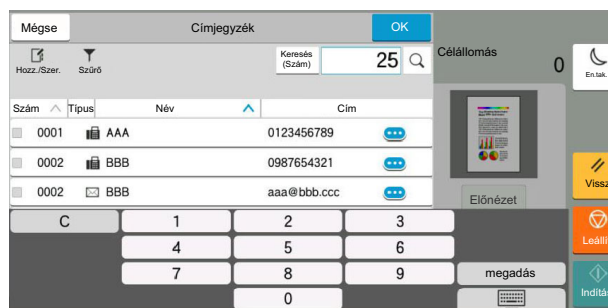 Mégse
Címjegyzék
OK
Hozz./Szer.
Szűrő
Keresés
(Szám)
25
Célállomás
0
En.tak.
Szám
Típus
Név
Cím
0001 AAA 0123456789
0002 BBB 0987654321
0002 BBB aaa@bbb.ccc
Előnézet
Vissz
Leállít
Indítás
C 1 2 3
4 5 6
7 8 9 megadás
0